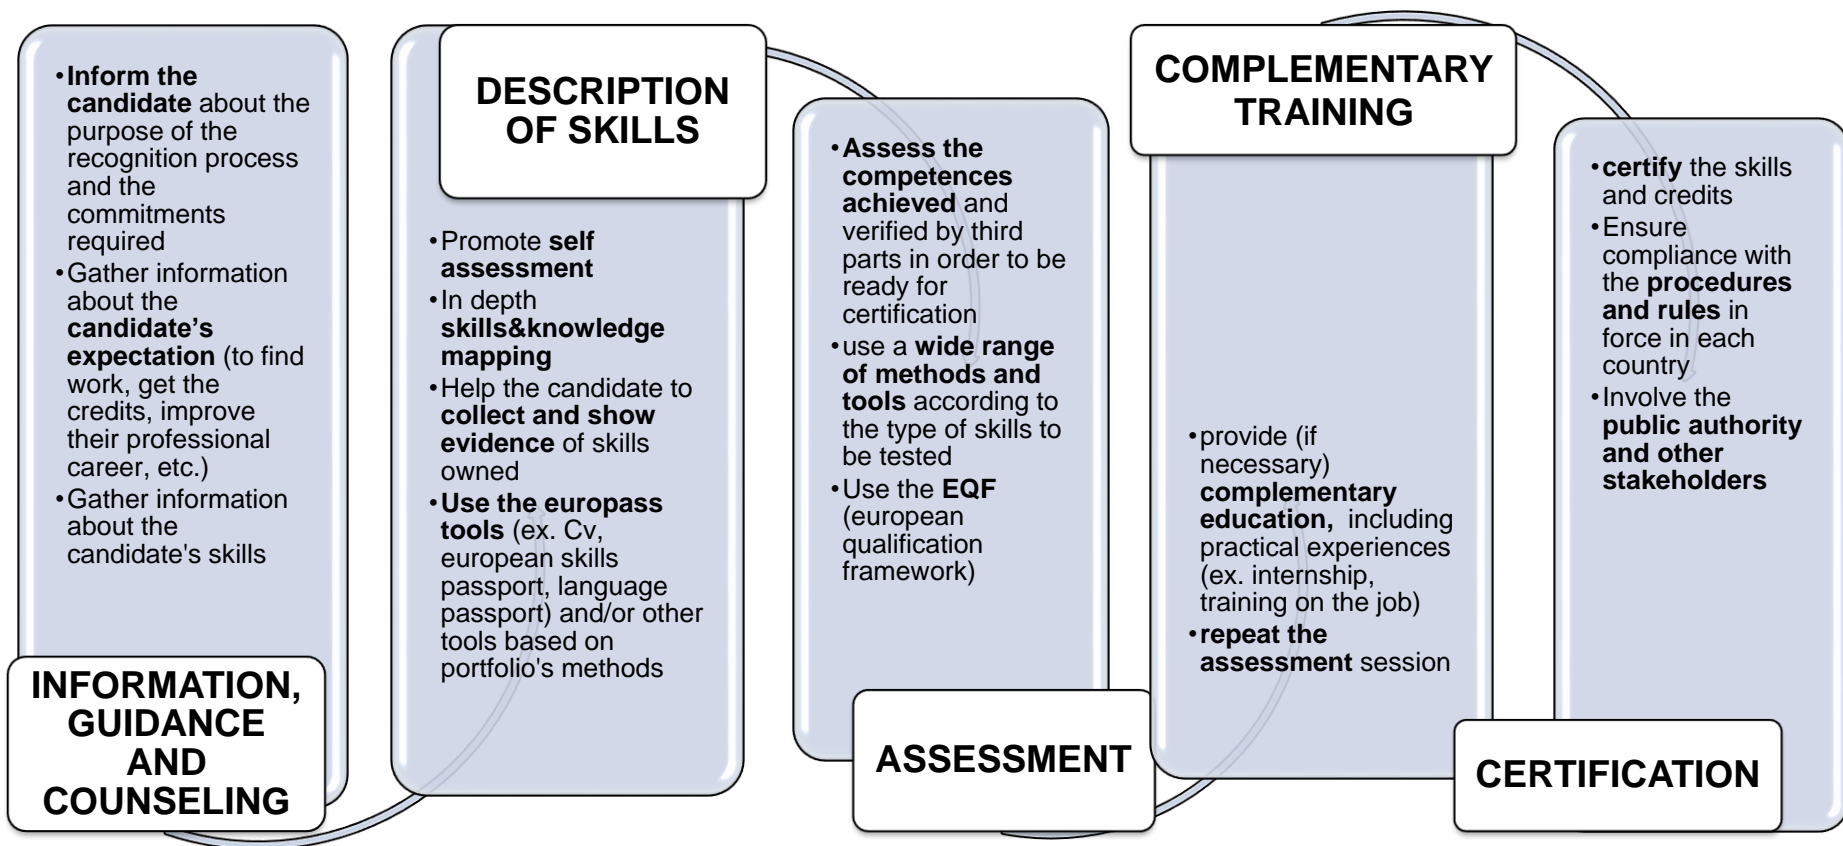 •Inform the
candidate about the
purpose of the
recognition process
and the
commitments
required
•Gather information
about the
candidate’s
expectation (to find
work, get the
credits, improve
their professional
career, etc.)
•Gather information
about the
candidate's skills
INFORMATION,
GUIDANCE
AND
COUNSELING
DESCRIPTION
OF SKILLS
•Promote self
assessment
•In depth
skills&knowledge
mapping
•Help the candidate to
collect and show
evidence of skills
owned
•Use the europass
tools (ex. Cv,
european skills
passport, language
passport) and/or other
tools based on
portfolio's methods
•Assess the
competences
achieved and
verified by third
parts in order to be
ready for
certification
•use a wide range
of methods and
tools according to
the type of skills to
be tested
•Use the EQF
(european
qualification
framework)
ASSESSMENT
COMPLEMENTARY
TRAINING
•provide (if
necessary)
complementary
education, including
practical experiences
(ex. internship,
training on the job)
•repeat the
assessment session
•certify the skills
and credits
•Ensure
compliance with
the procedures
and rules in
force in each
country
•Involve the
public authority
and other
stakeholders
CERTIFICATION